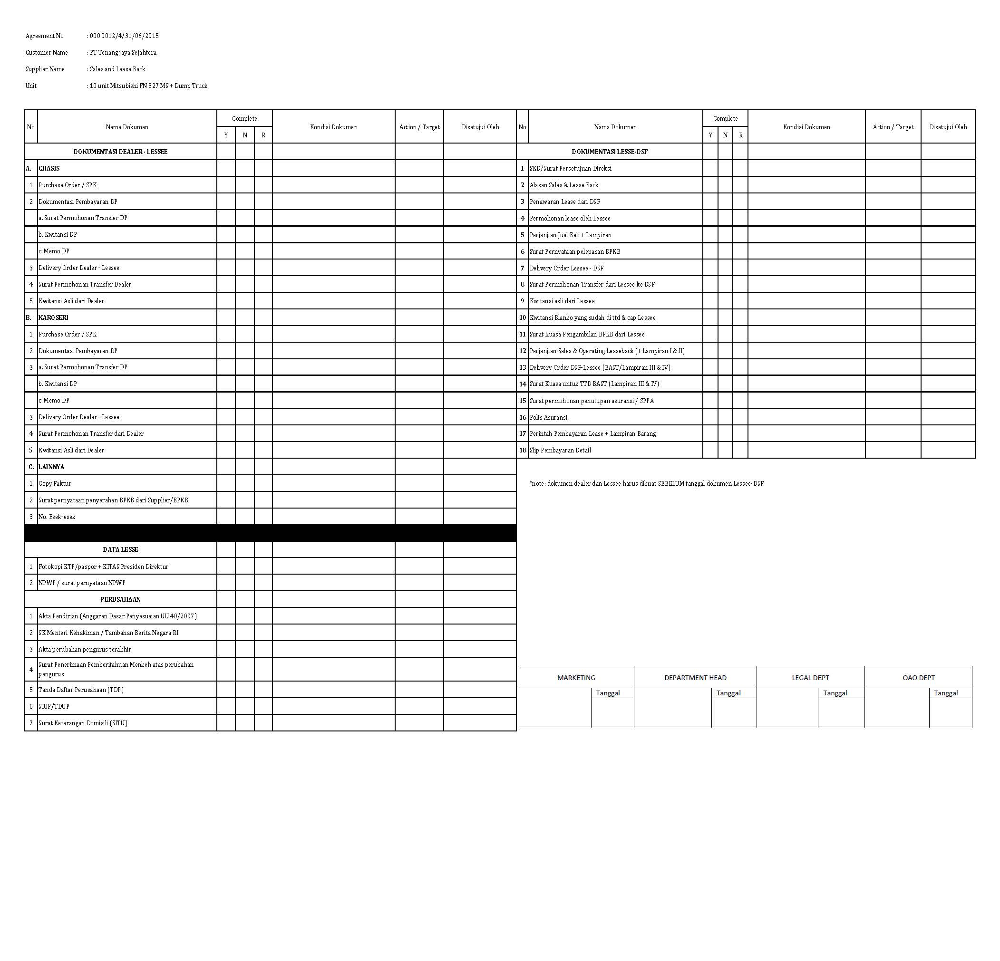 Agreement No : 000.0012/4/31/06/2015
Customer Name : PT Tenang jaya Sejahtera
Supplier Name : Sales and Lease Back
Unit : 10 unit Mitsubishi FN 527 MS + Dump Truck
No Nama Dokumen Complete Kondisi Dokumen Action / Target Disetujui Oleh
Y N R
DOKUMENTASI DEALER - LESSEE
A. CHASIS
1 Purchase Order / SPK
2 Dokumentasi Pembayaran DP
a. Surat Permohonan Transfer DP
b. Kwitansi DP
c. Memo DP
3 Delivery Order Dealer - Lessee
4 Surat Permohonan Transfer Dealer
5 Kwitansi Asli dari Dealer
B. KAROSERI
1 Purchase Order / SPK
2 Dokumentasi Pembayaran DP
3 a. Surat Permohonan Transfer DP
b. Kwitansi DP
c. Memo DP
3 Delivery Order Dealer - Lessee
4 Surat Permohonan Transfer dari Dealer
5. Kwitansi Asli dari Dealer
C. LAINNYA
1 Copy Faktur
2 Surat pernyataan penyerahan BPKB dari Supplier/BPKB
3 No. Esek-esek
DATA LESSE
1 Fotokopi KTP/paspor + KITAS Presiden Direktur
2 NPWP / surat pernyataan NPWP
PERUSAHAAN
1 Akta Pendirian (Anggaran Dasar Penyesuaian UU 40/2007)
2 SK Menteri Kehakiman / Tambahan Berita Negara RI
3 Akta perubahan pengurus terakhir
4 Surat Penerimaan Pemberitahuan Menkeh atas perubahan
pengurus
5 Tanda Daftar Perusahaan (TDP)
6 SIUP/TDUP
7 Surat Keterangan Domisili (SITU)
No Nama Dokumen Complete Kondisi Dokumen Action / Target Disetujui Oleh
Y N R
DOKUMENTASI LESSE-DSF
1 SKD/Surat Persetujuan Direksi
2 Alasan Sales & Lease Back
3 Penawaran Lease dari DSF
4 Permohonan lease oleh Lessee
5 Perjanjian Jual Beli + Lampiran
6 Surat Pernyataan pelepasan BPKB
7 Delivery Order Lessee - DSF
8 Surat Permohonan Transfer dari Lessee ke DSF
9 Kwitansi asli dari Lessee
10 Kwitansi Blanko yang sudah di ttd & cap Lessee
11 Surat Kuasa Pengambilan BPKB dari Lessee
12 Perjanjian Sales & Operating Leaseback (+ Lampiran I & II)
13 Delivery Order DSF-Lessee (BAST/Lampiran III & IV)
14 Surat Kuasa untuk TTD BAST (Lampiran III & IV)
15 Surat permohonan penutupan asuransi / SPPA
16 Polis Asuransi
17 Perintah Pembayaran Lease + Lampiran Barang
18 Slip Pembayaran Detail
*note: dokumen dealer dan Lessee harus dibuat SEBELUM tanggal dokumen Lessee-DSF
MARKETING DEPARTMENT HEAD LEGAL DEPT OAO DEPT
Tanggal Tanggal Tanggal Tanggal